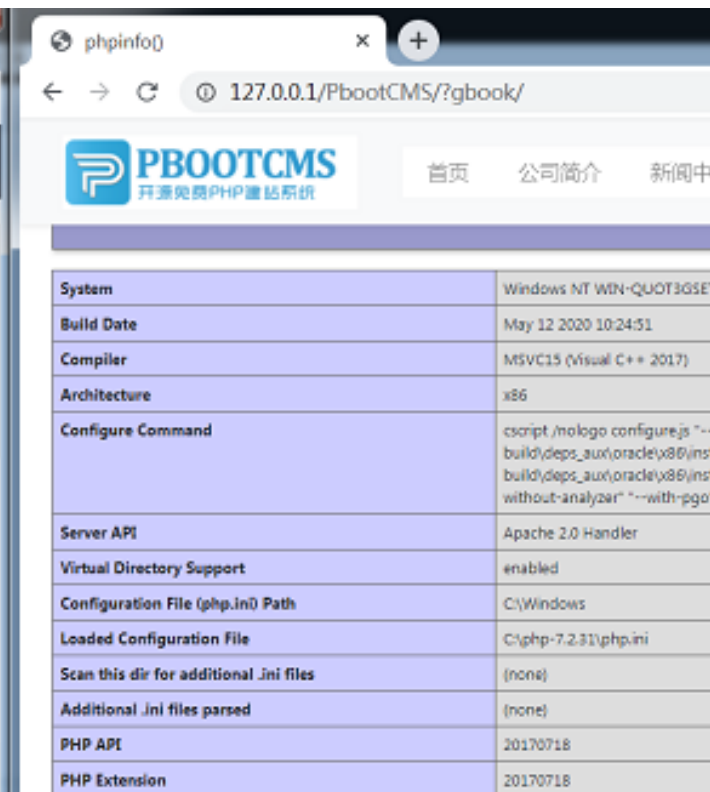 phpinfo()
127.0.0.1/PbootCMS/?gbook/
PBOOTCMS
开源免费PHP建站系统
首页 公司简介 新闻中
System Windows NT WIN-QUOT3GSE
Build Date May 12 2020 10:24:51
Compiler MSVC15 (Visual C++ 2017)
Architecture x86
Configure Command cscript /nologo configure.js "--
build\deps_aux\oracle\x86\ins
build\deps_aux\oracle\x86\ins
without-analyzer" "--with-pgo
Server API Apache 2.0 Handler
Virtual Directory Support enabled
Configuration File (php.ini) Path C:\Windows
Loaded Configuration File C:\php-7.2.31\php.ini
Scan this dir for additional .ini files (none)
Additional .ini files parsed (none)
PHP API 20170718
PHP Extension 20170718